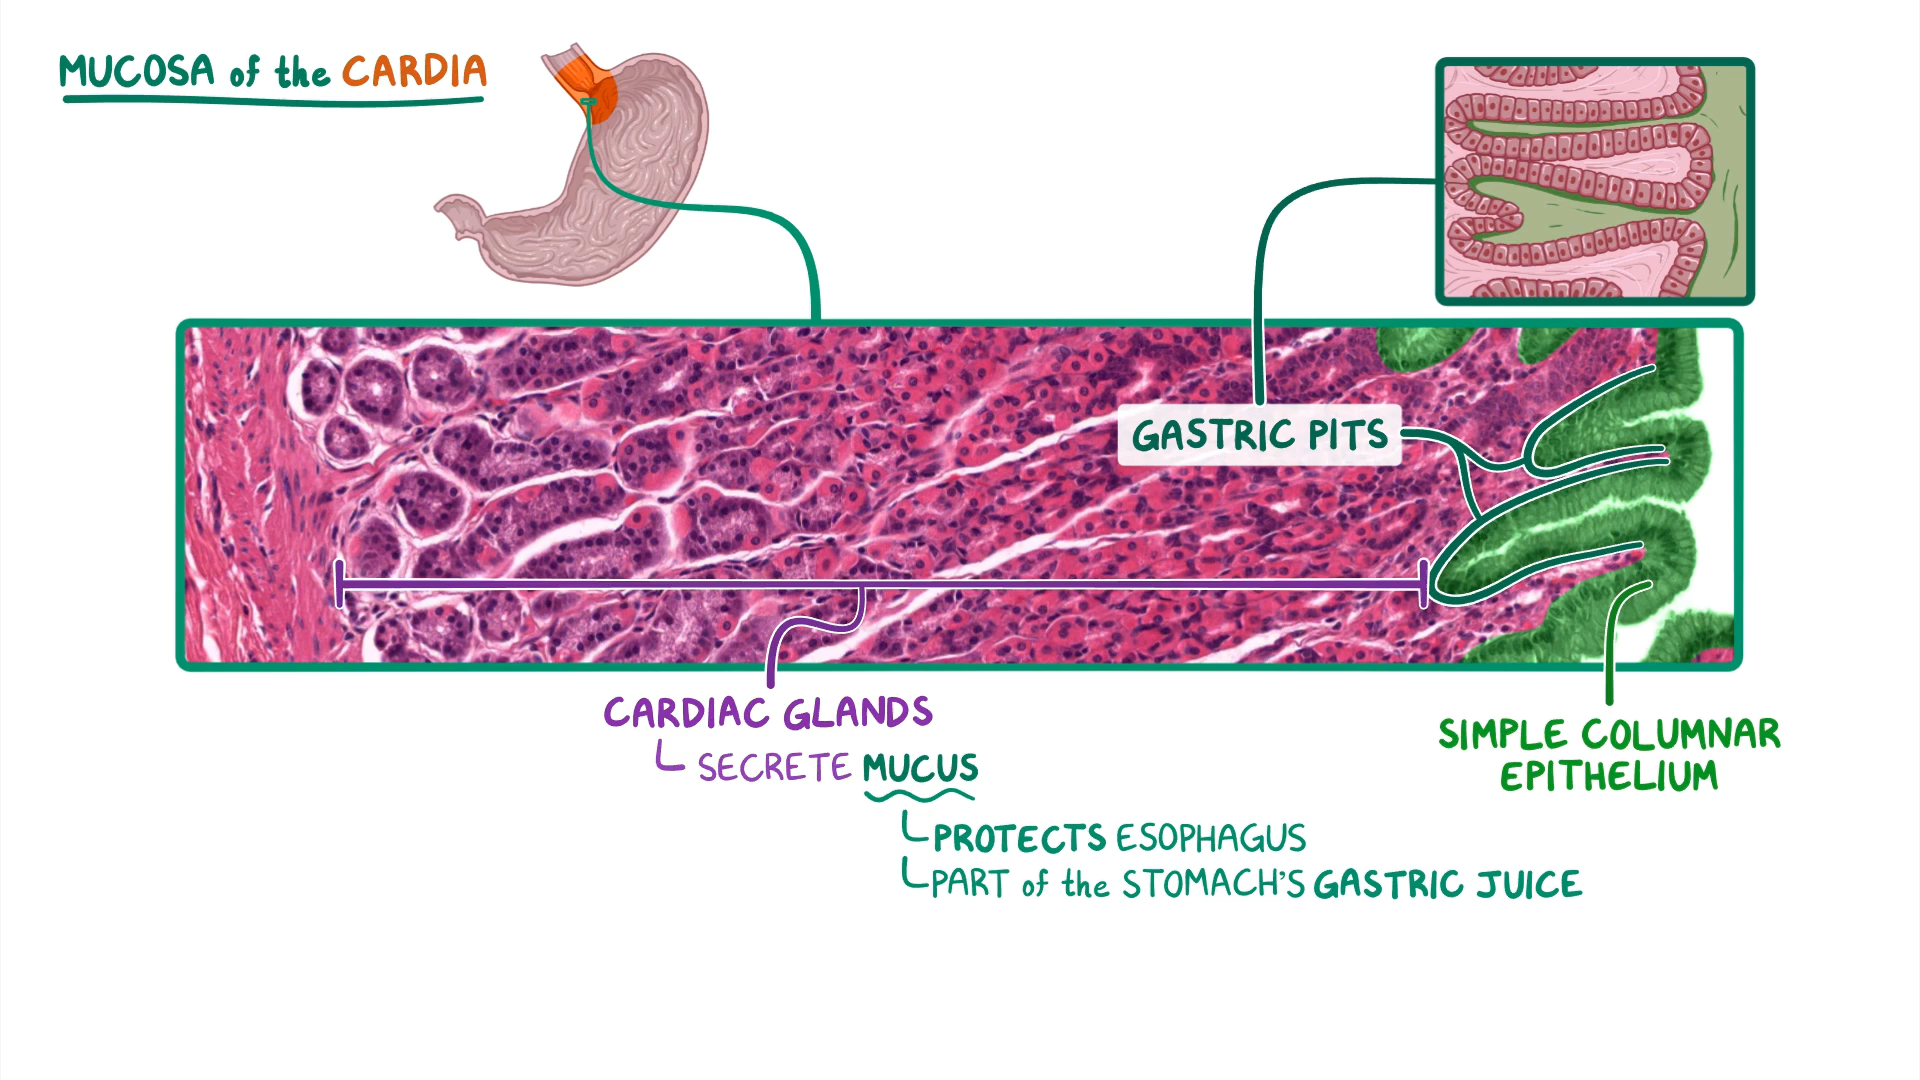 MUCOSA of the CARDIA
GASTRIC PITS
CARDIAC GLANDS
SECRETE MUCUS
PROTECTS ESOPHAGUS
PART of the STOMACH'S GASTRIC JUICE
SIMPLE COLUMNAR
EPITHELIUM